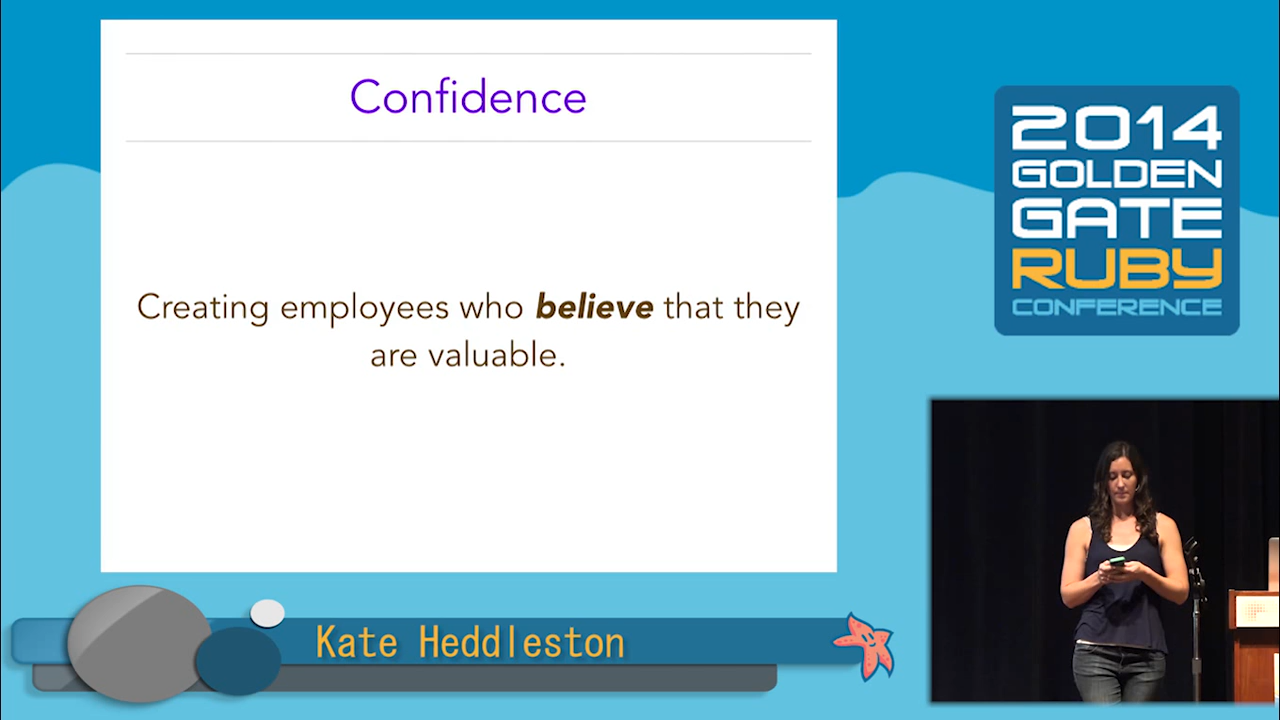 Confidence
Creating employees who believe that they
are valuable.
2014
GOLDEN
GATE
RUBY
CONFERENCE
Kate Heddleston